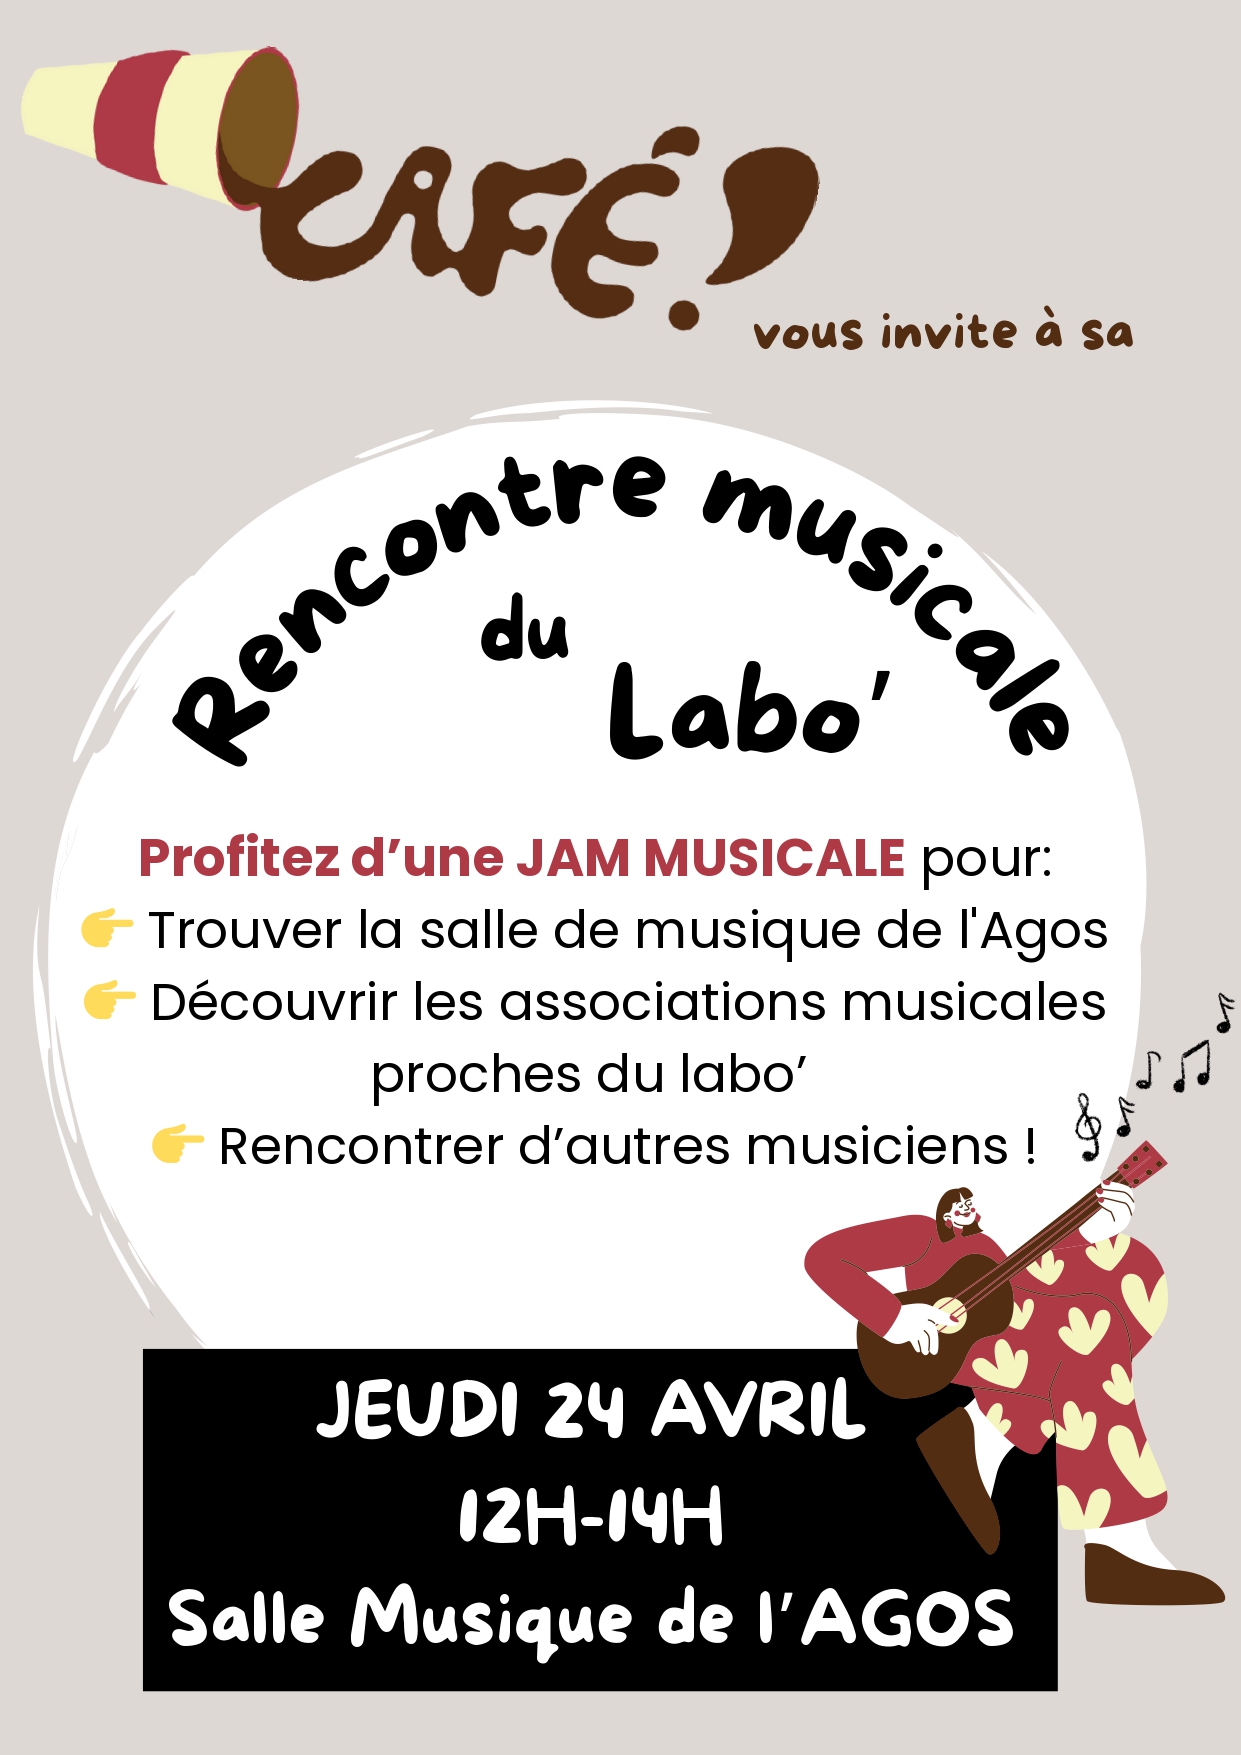 CAFÉ!
vous invite à sa
Rencontre musicale
du
Labo’
Profitez d’une JAM MUSICALE pour:
👉 Trouver la salle de musique de l'Agos
👉 Découvrir les associations musicales
proches du labo’
👉 Rencontrer d’autres musiciens !
JEUDI 24 AVRIL
12H-14H
Salle Musique de l’AGOS